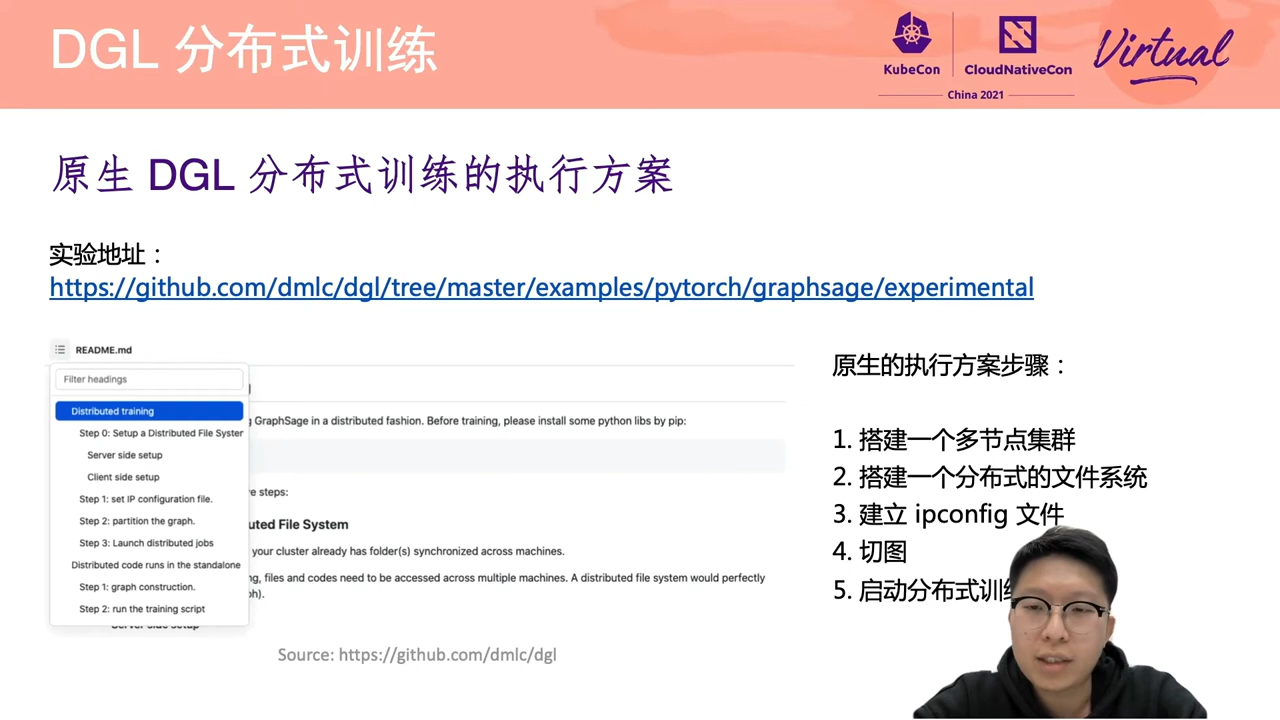 DGL 分布式训练
KubeCon
CloudNativeCon
Virtual
China 2021
原生 DGL 分布式训练的执行方案
实验地址：
https://github.com/dmlc/dgl/tree/master/examples/pytorch/graphsage/experimental
README.md
Filter headings
Distributed training
Step 0: Setup a Distributed File System
Server side setup
Client side setup
Step 1: set IP configuration file.
Step 2: partition the graph.
Step 3: Launch distributed jobs
Distributed code runs in the standalone
Step 1: graph construction.
Step 2: run the training script
GraphSage in a distributed fashion. Before training, please install some python libs by pip:
steps:
File System
your cluster already has folder(s) synchronized across machines.
files and codes need to be accessed across multiple machines. A distributed file system would perfectly
Source: https://github.com/dmlc/dgl
原生的执行方案步骤：
1. 搭建一个多节点集群
2. 搭建一个分布式的文件系统
3. 建立 ipconfig 文件
4. 切图
5. 启动分布式训